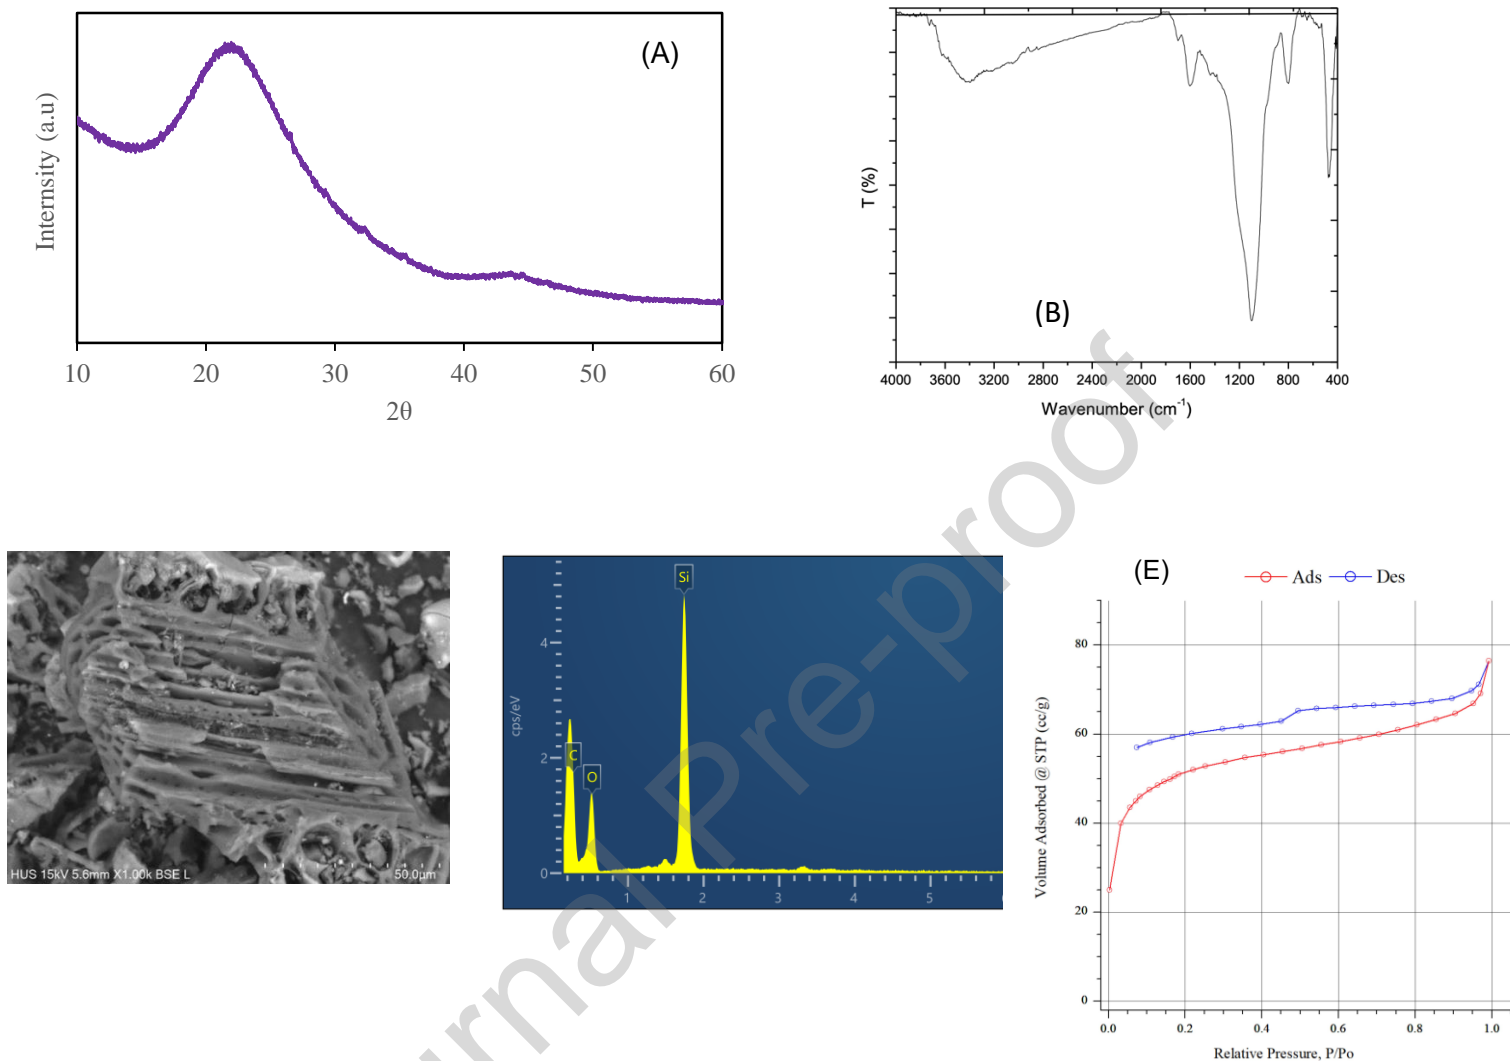 (A)
Internsity (a.u)
10 20 30 40 50 60
2θ
(B)
T (%)
4000 3600 3200 2800 2400 2000 1600 1200 800 400
Wavenumber (cm-1)
HUS 15kV 5.6mm X1.00k BSE L
50.0µm
cps/eV
4
2
0
Si
C
O
1 2 3 4 5
(E)
Ads Des
Volume Adsorbed @ STP (cc/g)
80
60
40
20
0
0.0 0.2 0.4 0.6 0.8 1.0
Relative Pressure, P/Po
urnal Pre-proof